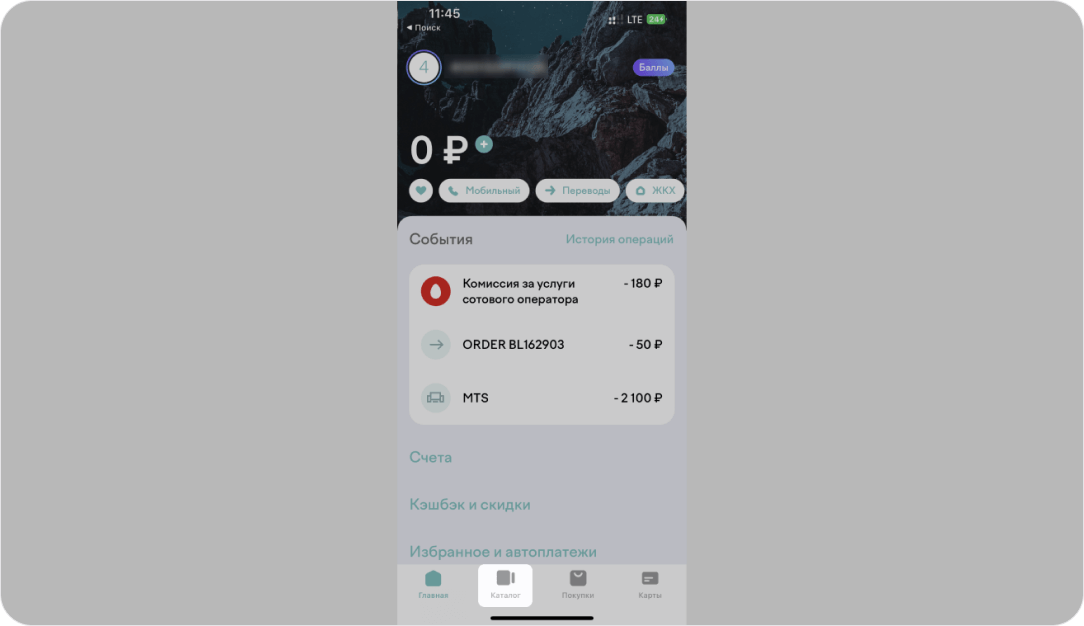 11:45
LTE 24
◄ Поиск
4
Баллы
0 ₽
Мобильный
Переводы
ЖКХ
События
История операций
Комиссия за услуги
сотового оператора
- 180 ₽
ORDER BL162903
- 50 ₽
MTS
- 2 100 ₽
Счета
Кэшбэк и скидки
Избранное и автоплатежи
Главная
Каталог
Покупки
Карты